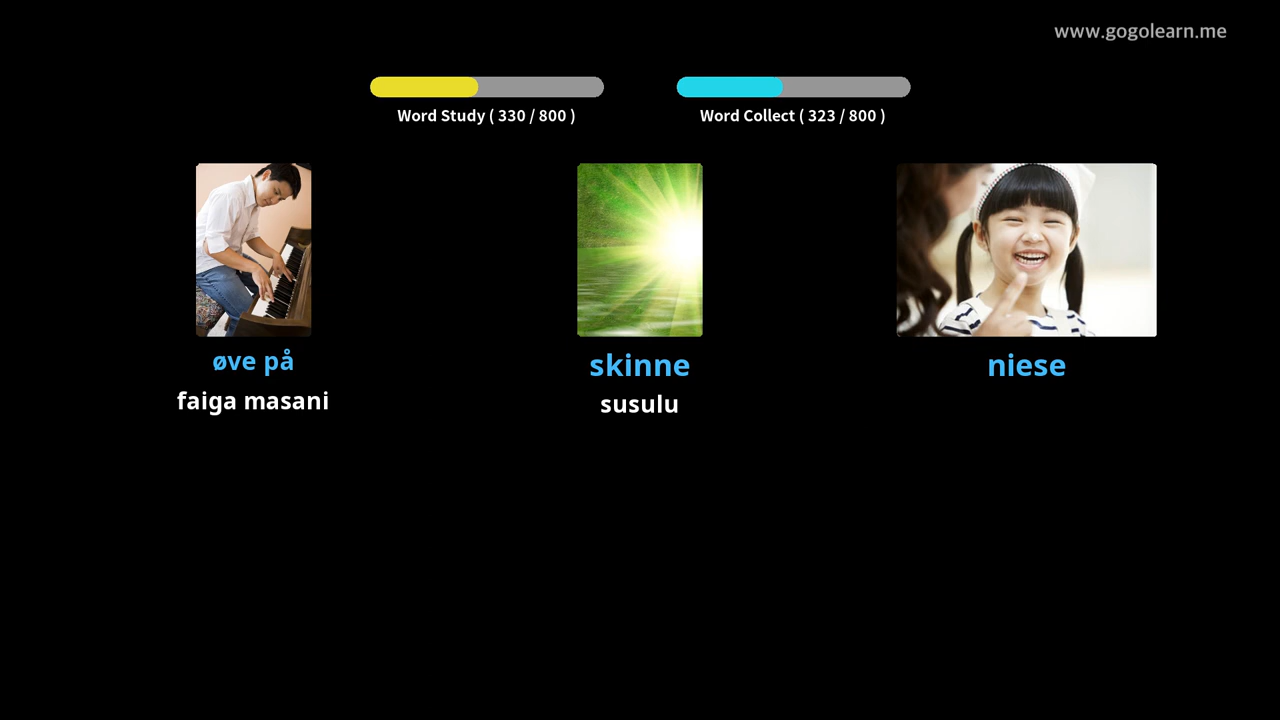 www.gogolearn.me
Word Study ( 330 / 800 )
Word Collect ( 323 / 800 )
øve på
faiga masani
skinne
susulu
niese